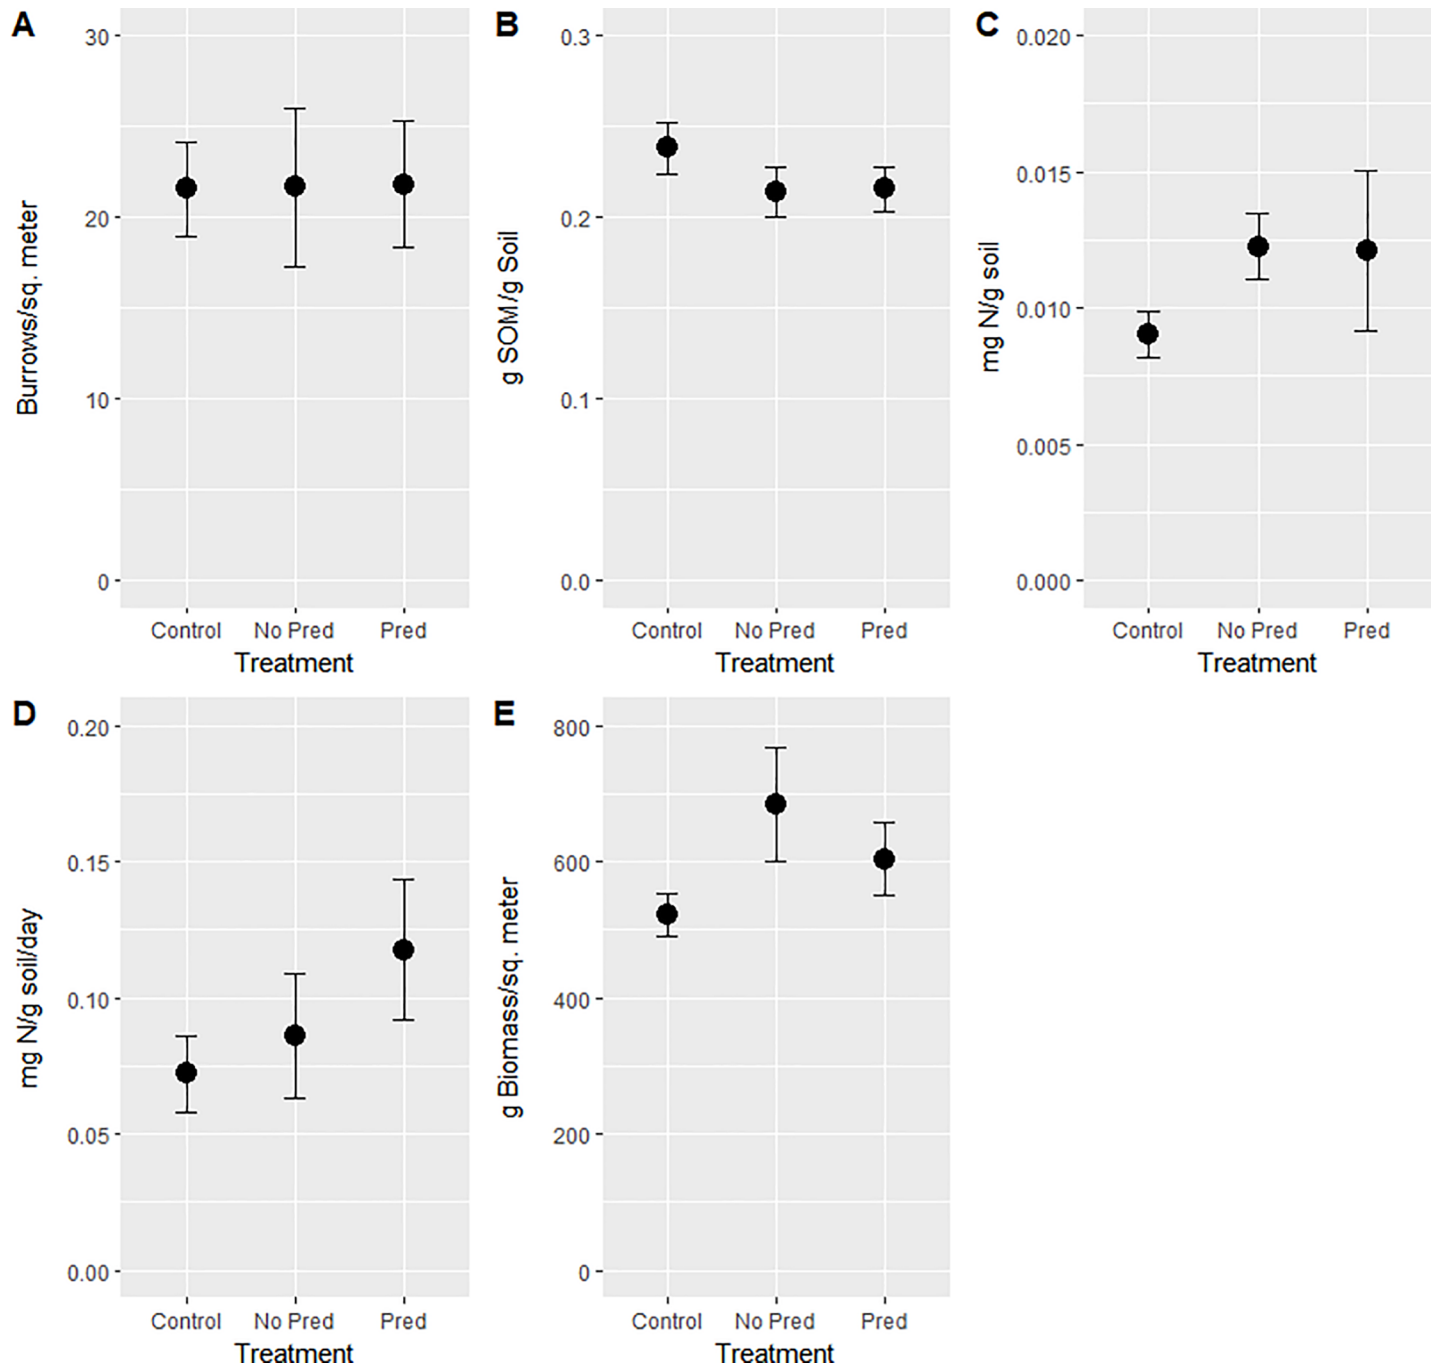 A
Burrows/sq. meter
30
20
10
0
Control No Pred Pred
Treatment
B
g SOM/g Soil
0.3
0.2
0.1
0.0
Control No Pred Pred
Treatment
C
mg N/g soil
0.020
0.015
0.010
0.005
0.000
Control No Pred Pred
Treatment
D
mg N/g soil/day
0.20
0.15
0.10
0.05
0.00
Control No Pred Pred
Treatment
E
g Biomass/sq. meter
800
600
400
200
0
Control No Pred Pred
Treatment